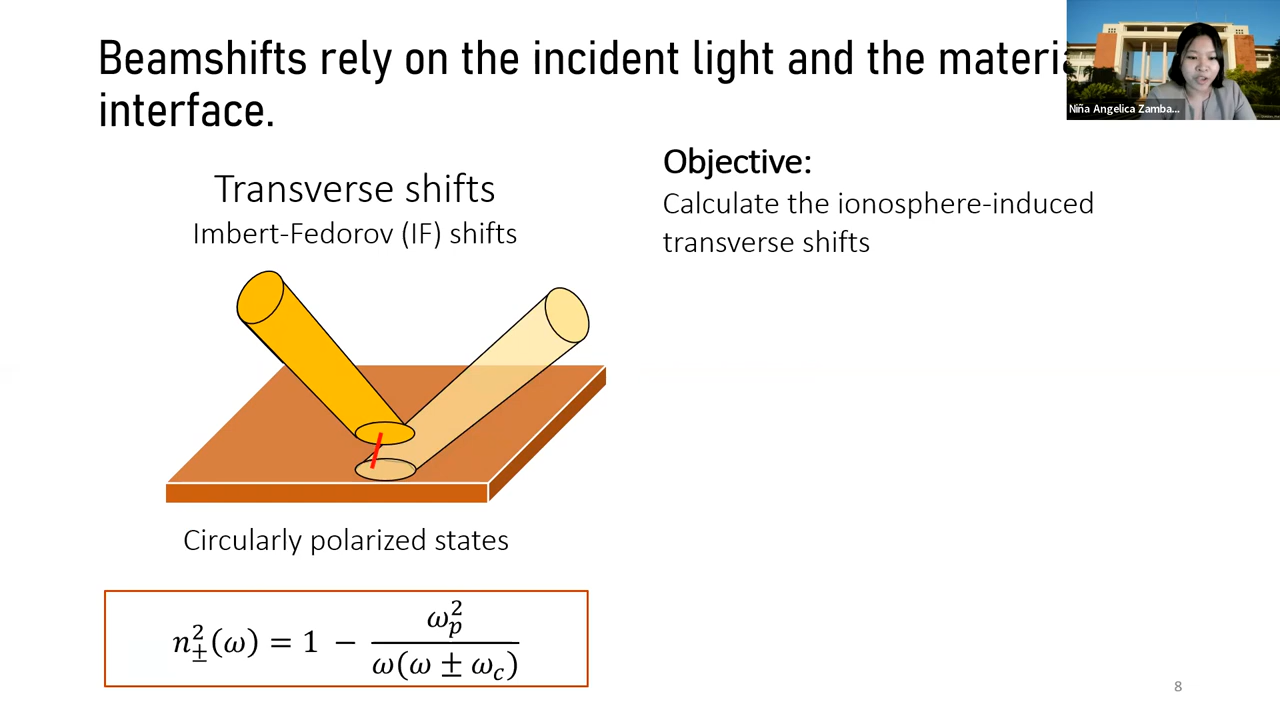 Beamshifts rely on the incident light and the
interface.
Niña Angelica Zamba...
Transverse shifts
Imbert-Fedorov (IF) shifts
Circularly polarized states
n²±(ω) = 1 − ω²p / ω(ω ± ωc)
Objective:
Calculate the ionosphere-induced
transverse shifts
8